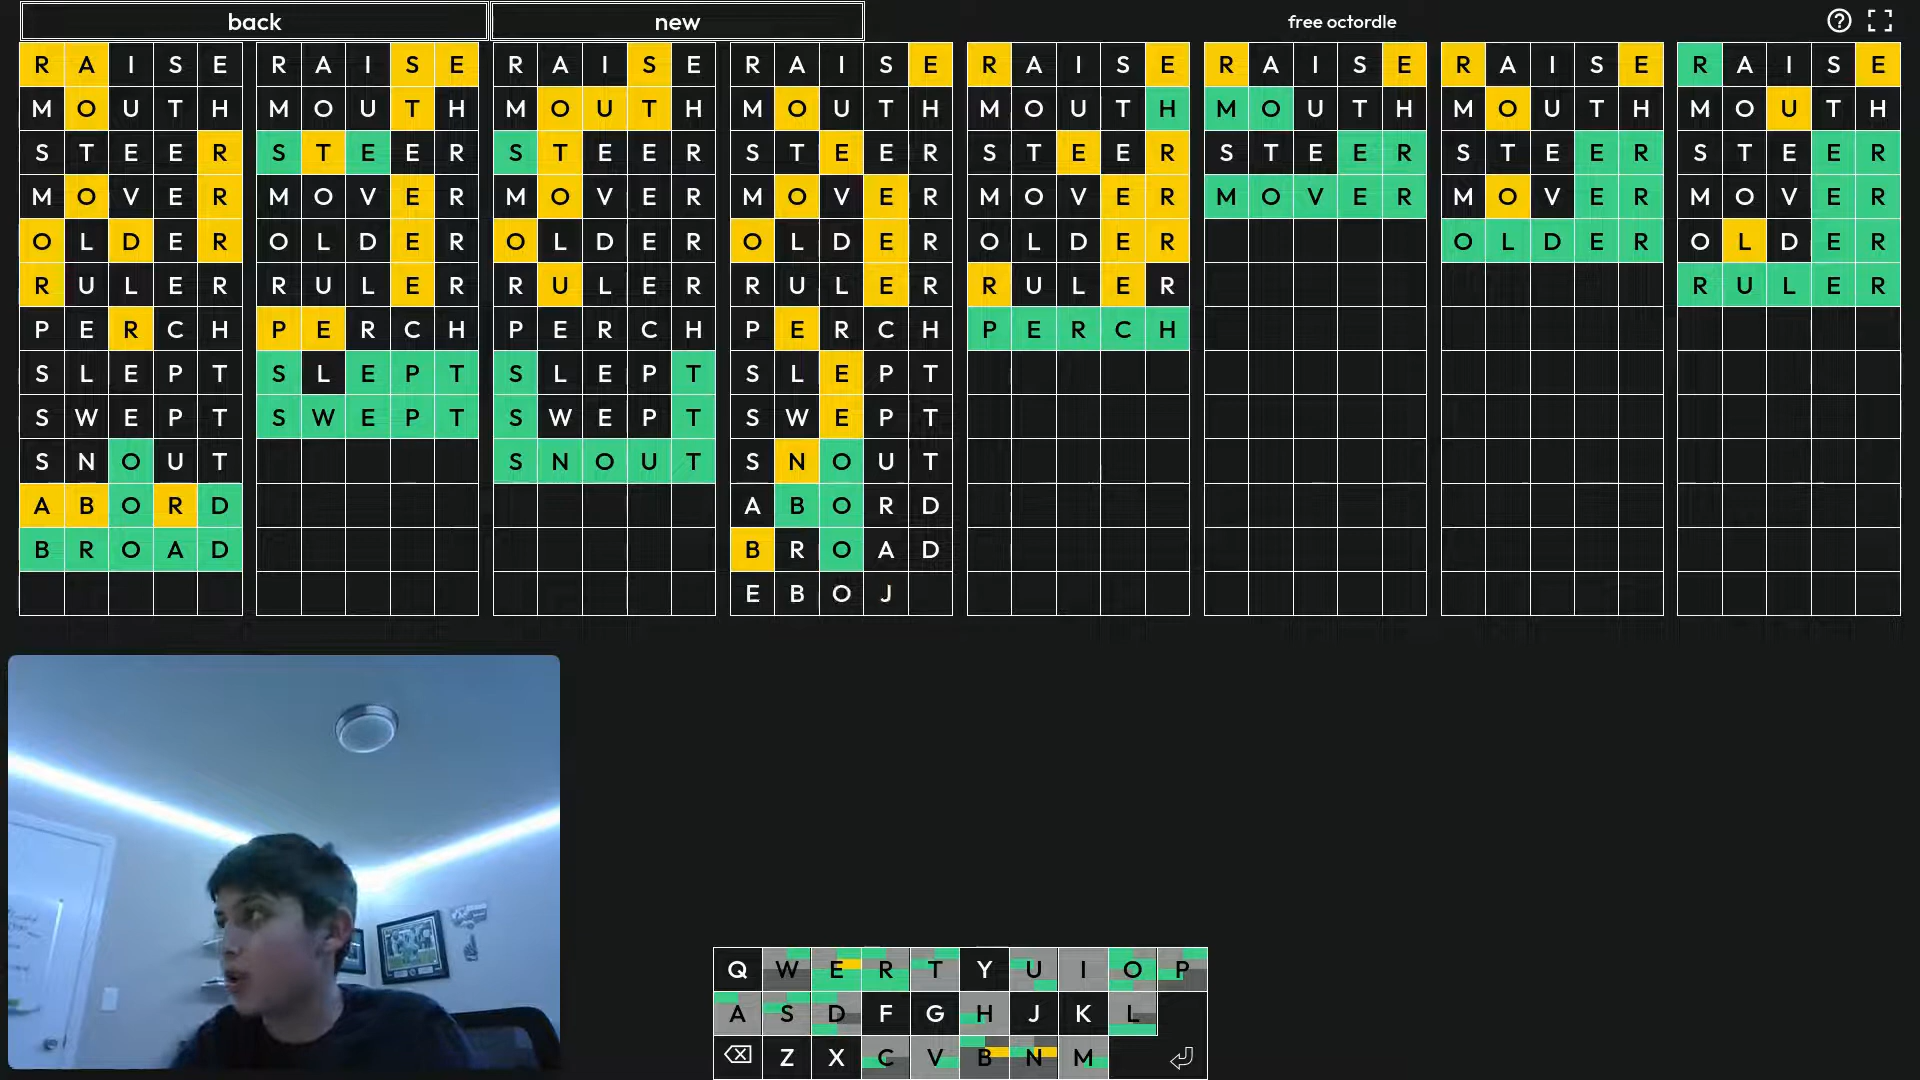 back new free octordle
RAISE RAISE RAISE RAISE RAISE RAISE RAISE RAISE
MOUTH MOUTH MOUTH MOUTH MOUTH MOUTH MOUTH MOUTH
STEER STEER STEER STEER STEER STEER STEER STEER
MOVER MOVER MOVER MOVER MOVER MOVER MOVER MOVER
OLDER OLDER OLDER OLDER OLDER OLDER OLDER
RULER RULER RULER RULER RULER RULER
PERCH PERCH PERCH PERCH PERCH
SLEPT SLEPT SLEPT SLEPT
SWEPT SWEPT SWEPT SWEPT
SNOUT SNOUT SNOUT
ABORD ABORD
BROAD BROAD
EBOJ
Q W E R T Y U I O P
A S D F G H J K L
Z X C V B N M